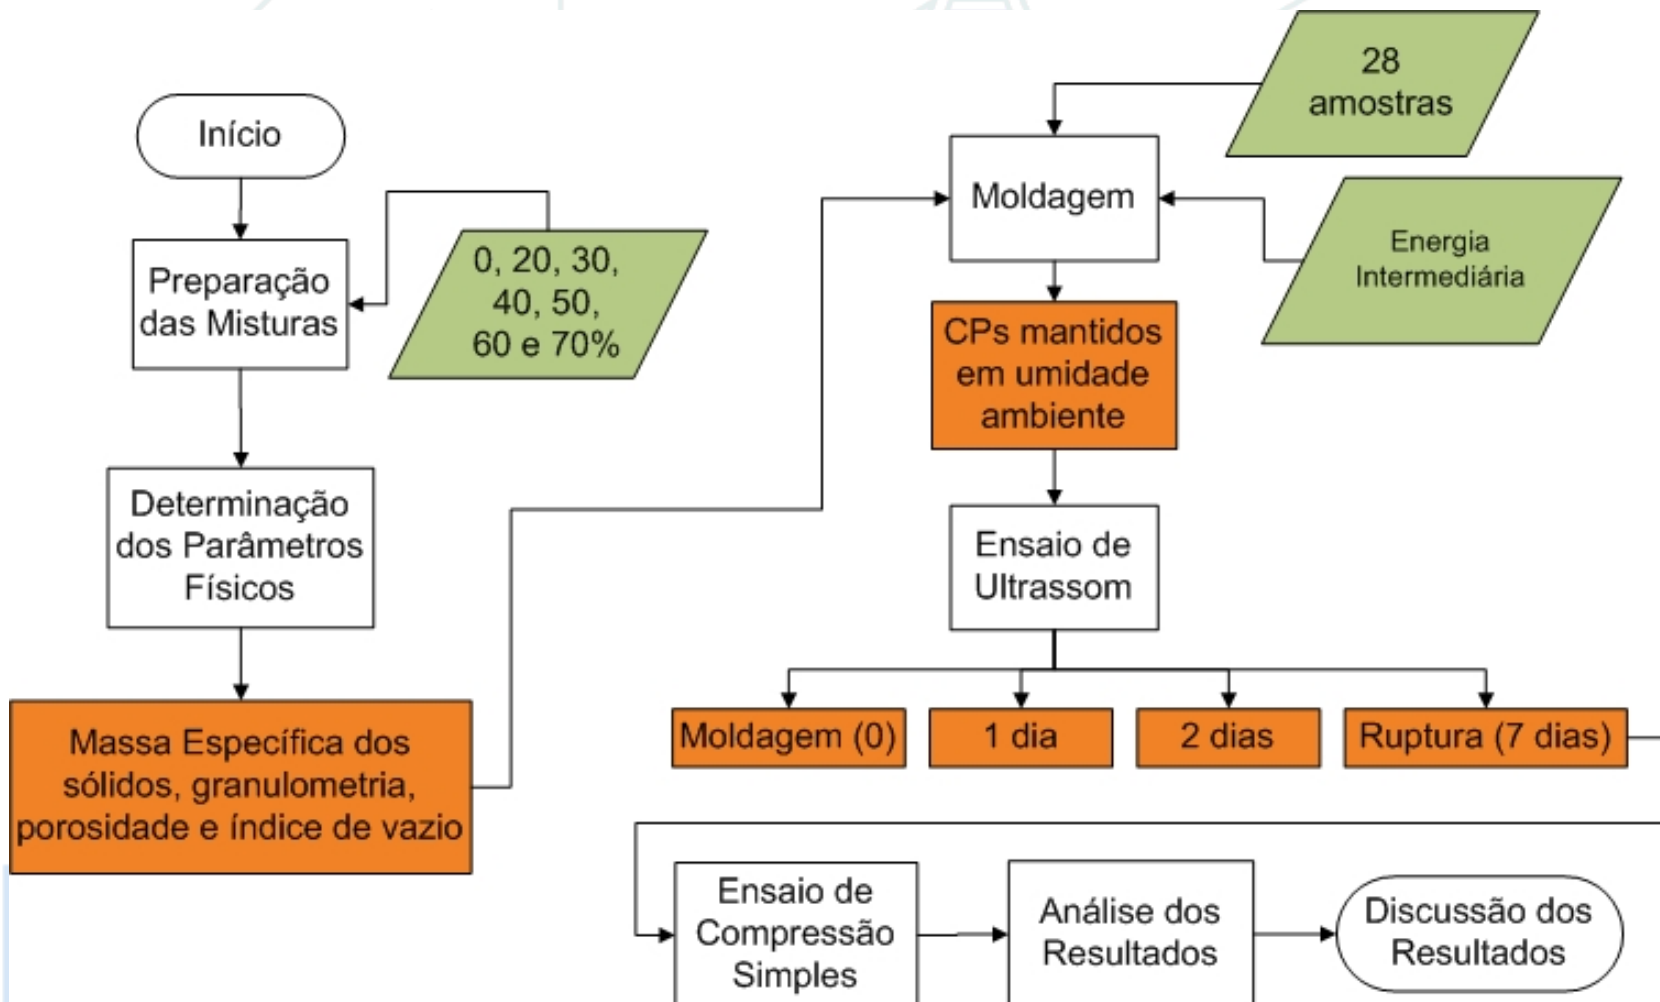 Início
Preparação
das Misturas
0, 20, 30,
40, 50,
60 e 70%
Determinação
dos Parâmetros
Físicos
Massa Específica dos
sólidos, granulometria,
porosidade e índice de vazio
28
amostras
Moldagem
Energia
Intermediária
CPs mantidos
em umidade
ambiente
Ensaio de
Ultrassom
Moldagem (0)
1 dia
2 dias
Ruptura (7 dias)
Ensaio de
Compressão
Simples
Análise dos
Resultados
Discussão dos
Resultados